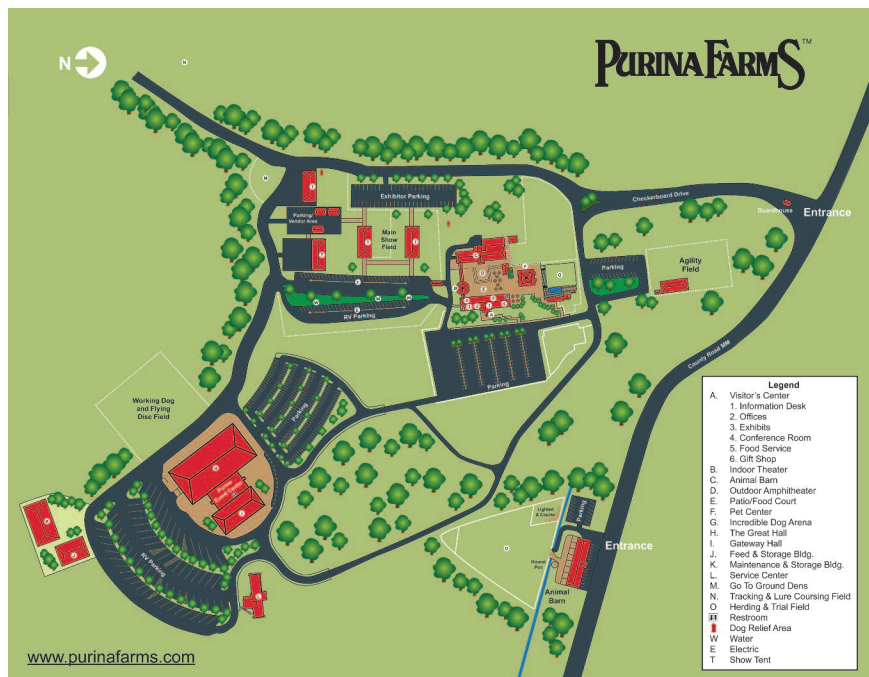 PURINA FARMS™
N
N
M
T
Exhibitor Parking
Checkerboard Drive
Guardhouse
Entrance
Parking/
Vendor Area
Main
Show
Field
T
T
T
C
D
E
F
G
B
A
Parking
Agility
Field
E
W
W
W
E
RV Parking
Parking
County Road MM
Working Dog
and Flying
Disc Field
Parking
H
Purina
Event Center
I
K
J
RV Parking
L
Lighted
A Course
Parking
O
Round
Pen
Entrance
Animal
Barn
Legend
A. Visitor's Center
1. Information Desk
2. Offices
3. Exhibits
4. Conference Room
5. Food Service
6. Gift Shop
B. Indoor Theater
C. Animal Barn
D. Outdoor Amphitheater
E. Patio/Food Court
F. Pet Center
G. Incredible Dog Arena
H. The Great Hall
I. Gateway Hall
J. Feed & Storage Bldg.
K. Maintenance & Storage Bldg.
L. Service Center
M. Go To Ground Dens
N. Tracking & Lure Coursing Field
O Herding & Trial Field
Restroom
Dog Relief Area
W Water
E Electric
T Show Tent
www.purinafarms.com